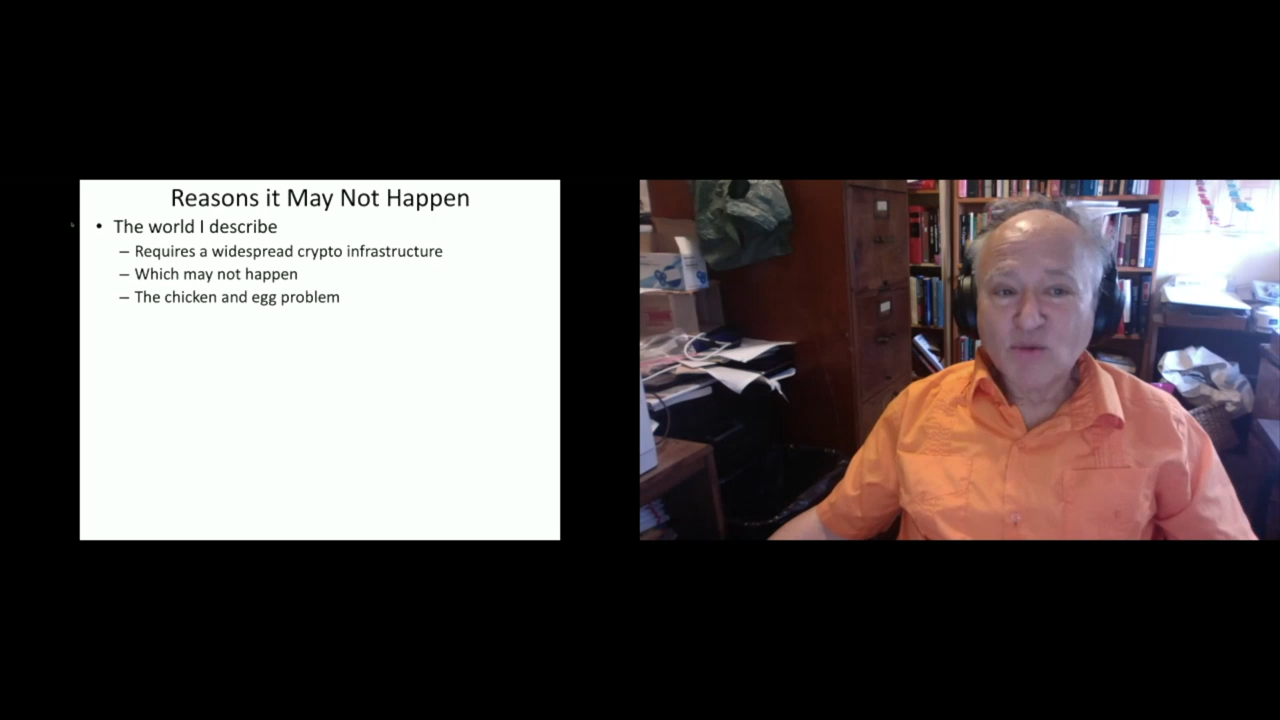 Reasons it May Not Happen
• The world I describe
– Requires a widespread crypto infrastructure
– Which may not happen
– The chicken and egg problem